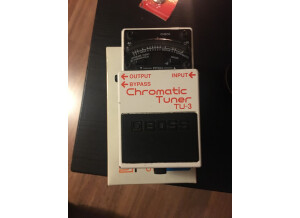 OUTPUT INPUT
BYPASS
Chromatic
Tuner
TU-3
BOSS